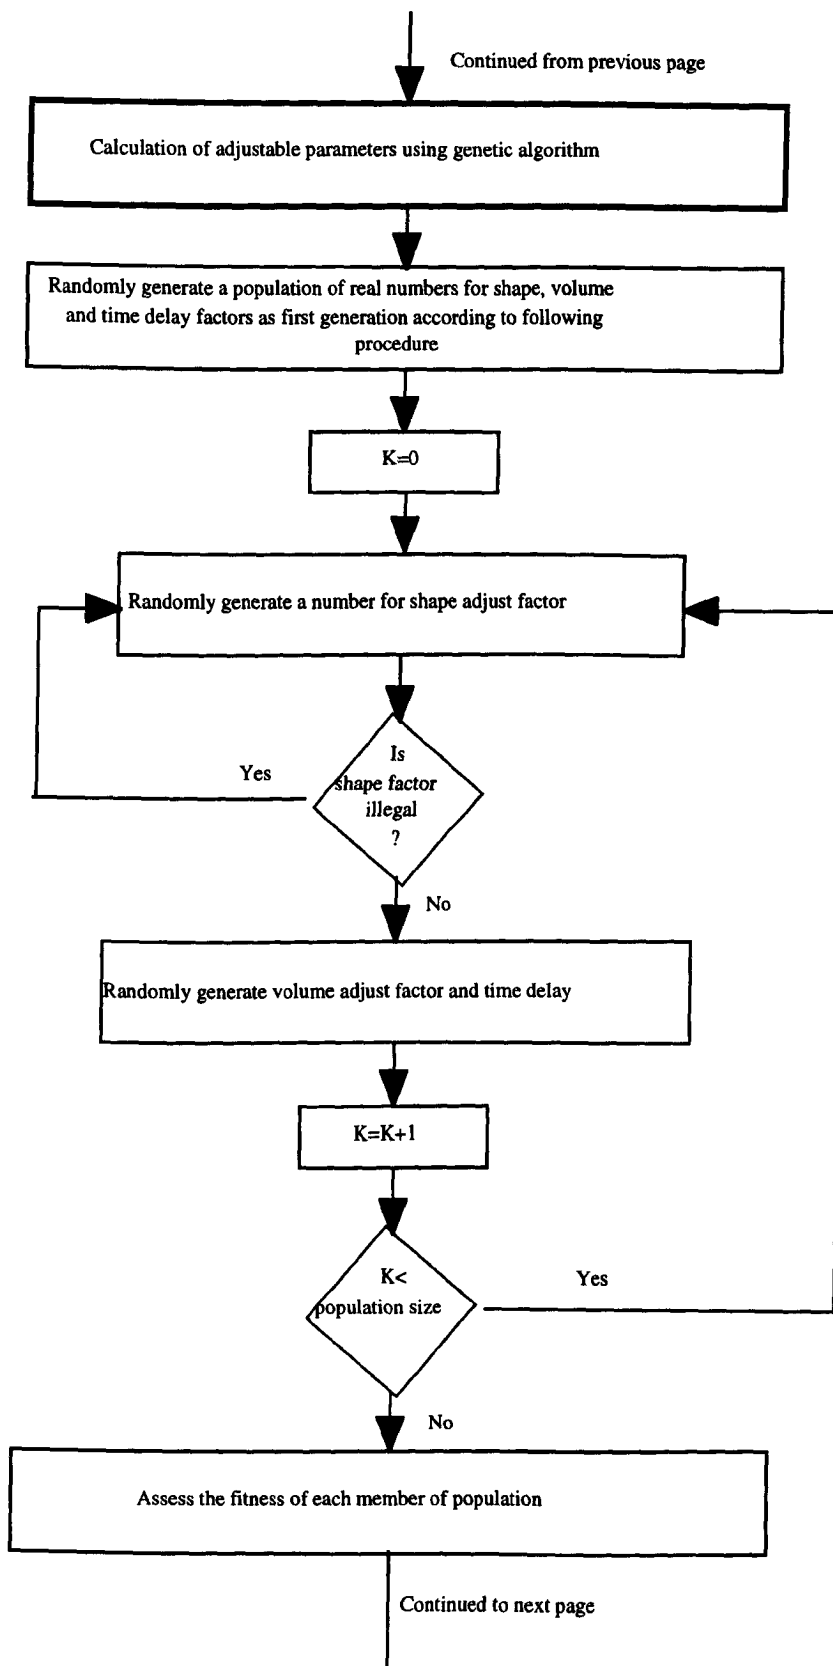 Continued from previous page
Calculation of adjustable parameters using genetic algorithm
Randomly generate a population of real numbers for shape, volume
and time delay factors as first generation according to following
procedure
K=0
Randomly generate a number for shape adjust factor
Is
shape factor
illegal
?
Yes
No
Randomly generate volume adjust factor and time delay
K=K+1
K<
population size
Yes
No
Assess the fitness of each member of population
Continued to next page